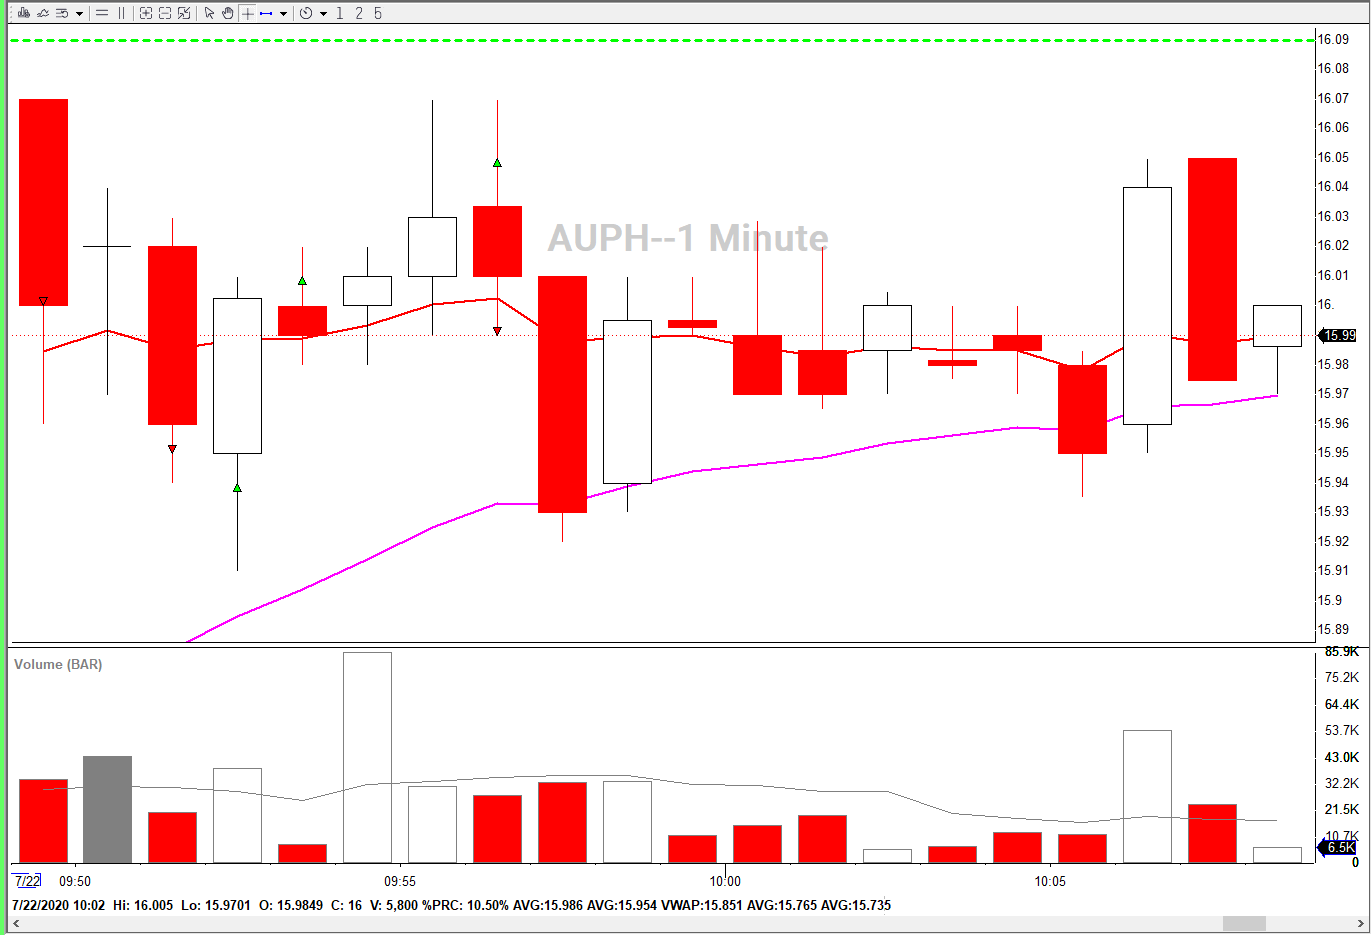 1 2 5
AUPH--1 Minute
16.09
16.08
16.07
16.06
16.05
16.04
16.03
16.02
16.01
16.
15.99
15.98
15.97
15.96
15.95
15.94
15.93
15.92
15.91
15.9
15.89
Volume (BAR)
85.9K
75.2K
64.4K
53.7K
43.0K
32.2K
21.5K
10.7K
6.5K
0
7/22 09:50 09:55 10:00 10:05
7/22/2020 10:02 Hi: 16.005 Lo: 15.9701 O: 15.9849 C: 16 V: 5,800 %PRC: 10.50% AVG:15.986 AVG:15.954 VWAP:15.851 AVG:15.765 AVG:15.735